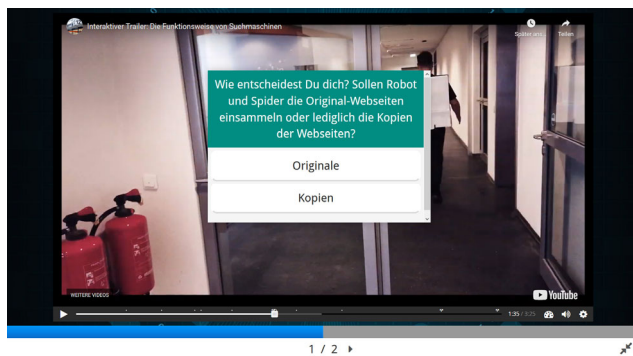 Interaktiver Trailer: Die Funktionsweise von Suchmaschinen
Später ans...
Teilen
Wie entscheidest Du dich? Sollen Robot
und Spider die Original-Webseiten
einsammeln oder lediglich die Kopien
der Webseiten?
Originale
Kopien
WEITERE VIDEOS
YouTube
1:35 / 3:25
1 / 2